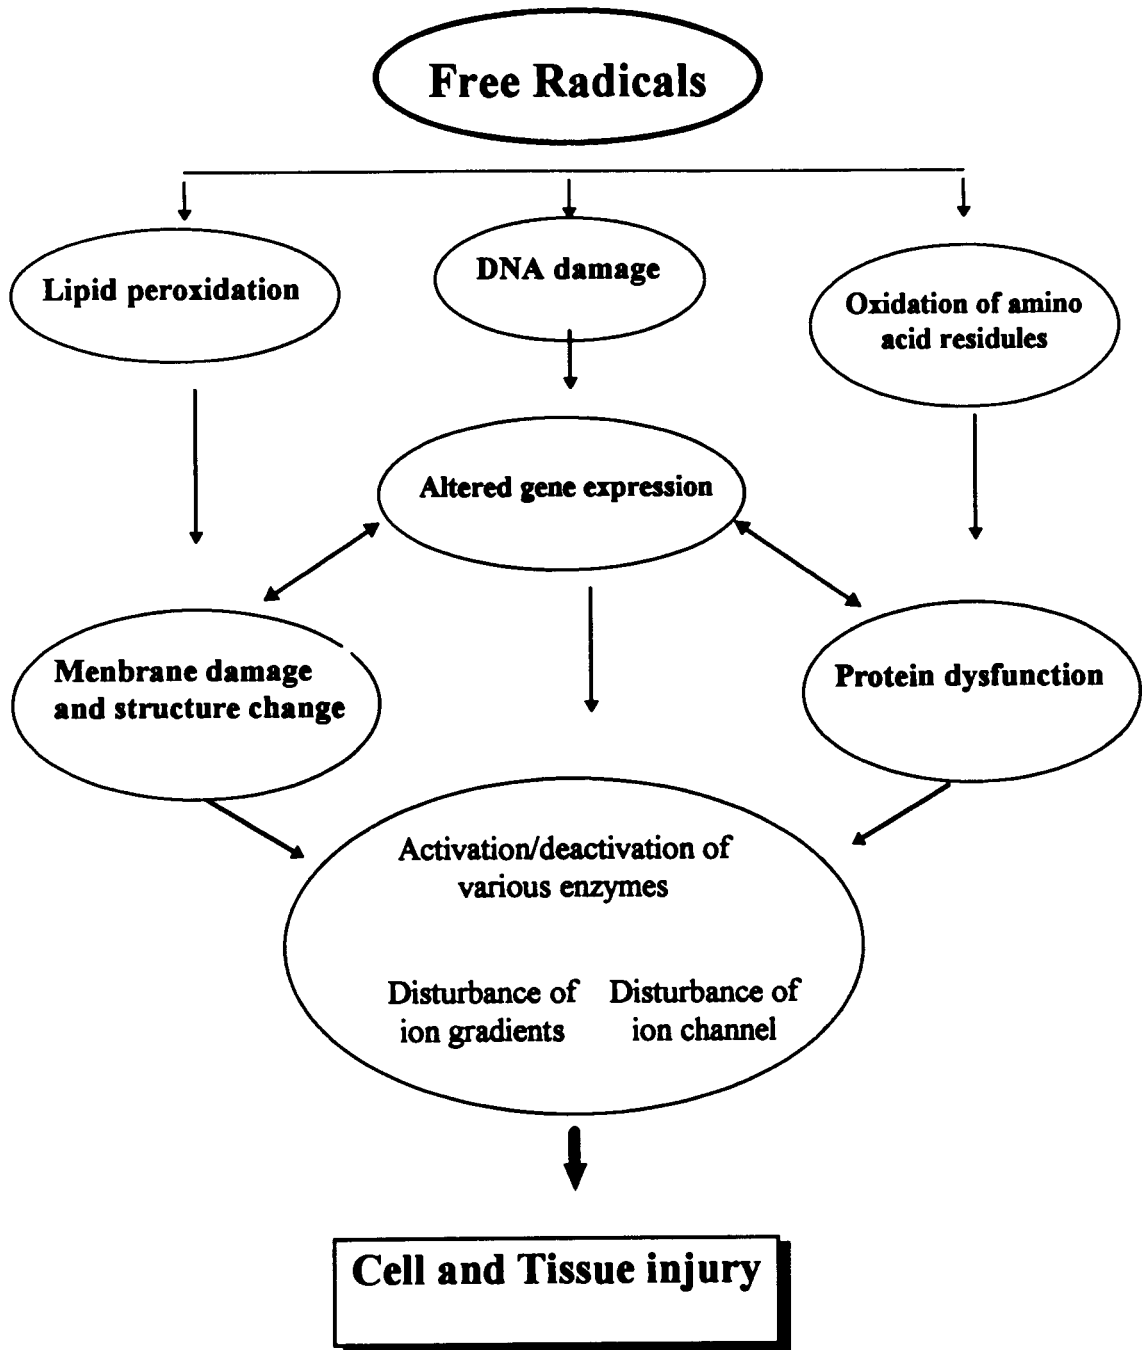 Free Radicals
Lipid peroxidation
DNA damage
Oxidation of amino
acid residules
Altered gene expression
Menbrane damage
and structure change
Protein dysfunction
Activation/deactivation of
various enzymes
Disturbance of
ion gradients
Disturbance of
ion channel
Cell and Tissue injury